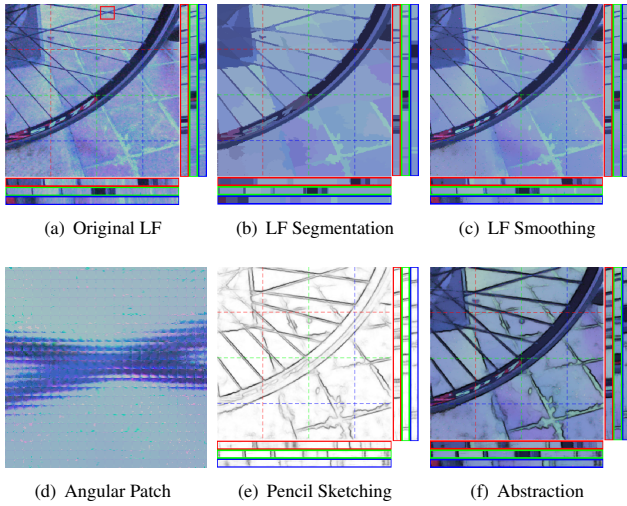 (a) Original LF
(b) LF Segmentation
(c) LF Smoothing
(d) Angular Patch
(e) Pencil Sketching
(f) Abstraction